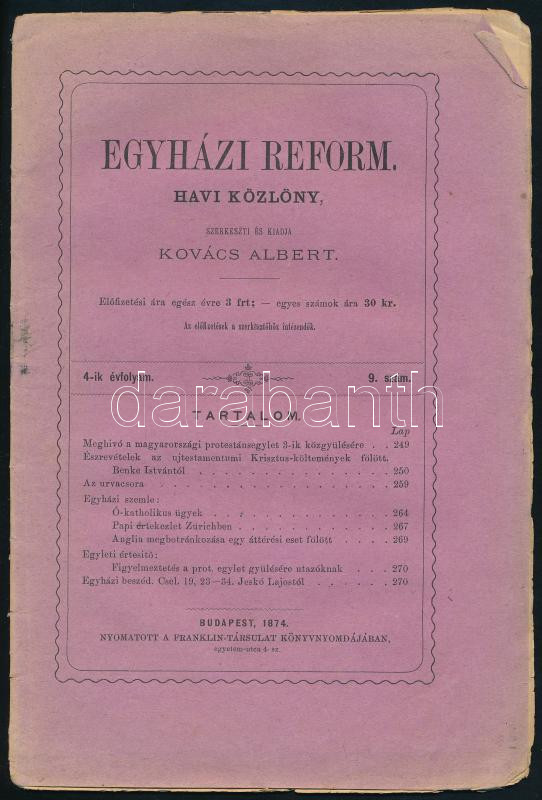 EGYHÁZI REFORM.
HAVI KÖZLÖNY,
SZERKESZTI ÉS KIADJA
KOVÁCS ALBERT.
Előfizetési ára egész évre 3 frt; — egyes számok ára 30 kr.
Az előfizetések a szerkesztőhöz intézendők.
4-ik évfolyam. 9. szám.
darabanth
TARTALOM.
Lap
Meghivó a magyarországi protestánsegylet 3-ik közgyülésére . . 249
Észrevételek az ujtestamentumi Krisztus-költemények fölött.
Benke Istvántól . . . . . . . . . . . 250
Az urvacsora . . . . . . . . . . . . 259
Egyházi szemle:
Ó-katholikus ügyek . . . . . . . . . . 264
Papi értekezlet Zürichben . . . . . . . . 267
Anglia megbotránkozása egy áttérési eset fölött . . . . 269
Egyleti értesitő:
Figyelmeztetés a prot. egylet gyülésére utazóknak . . . 270
Egyházi beszéd. Csel. 19, 23—34. Jeskó Lajostól . . . . . 270
BUDAPEST, 1874.
NYOMATOTT A FRANKLIN-TÁRSULAT KÖNYVNYOMDÁJÁBAN,
egyetem-utca 4. sz.